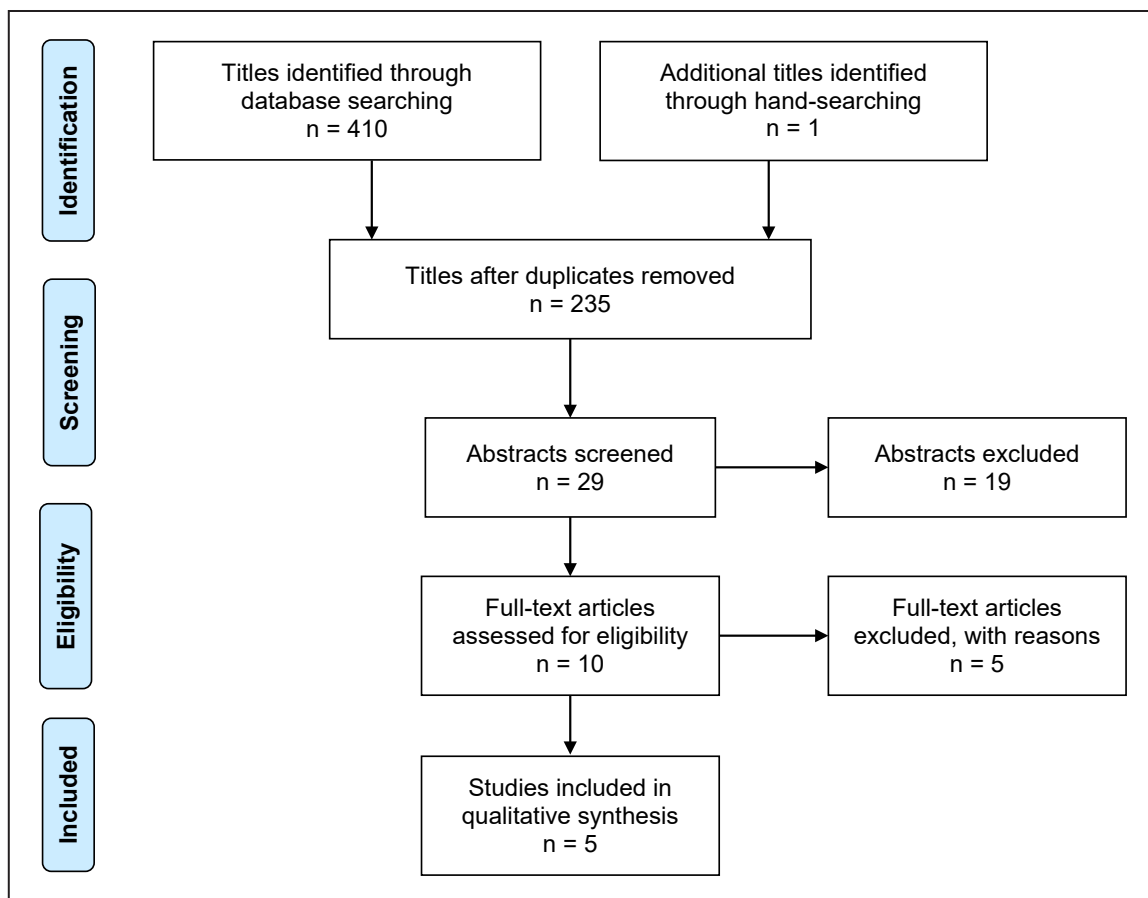 Identification
Titles identified through
database searching
n = 410
Additional titles identified
through hand-searching
n = 1
Titles after duplicates removed
n = 235
Screening
Abstracts screened
n = 29
Abstracts excluded
n = 19
Eligibility
Full-text articles
assessed for eligibility
n = 10
Full-text articles
excluded, with reasons
n = 5
Included
Studies included in
qualitative synthesis
n = 5